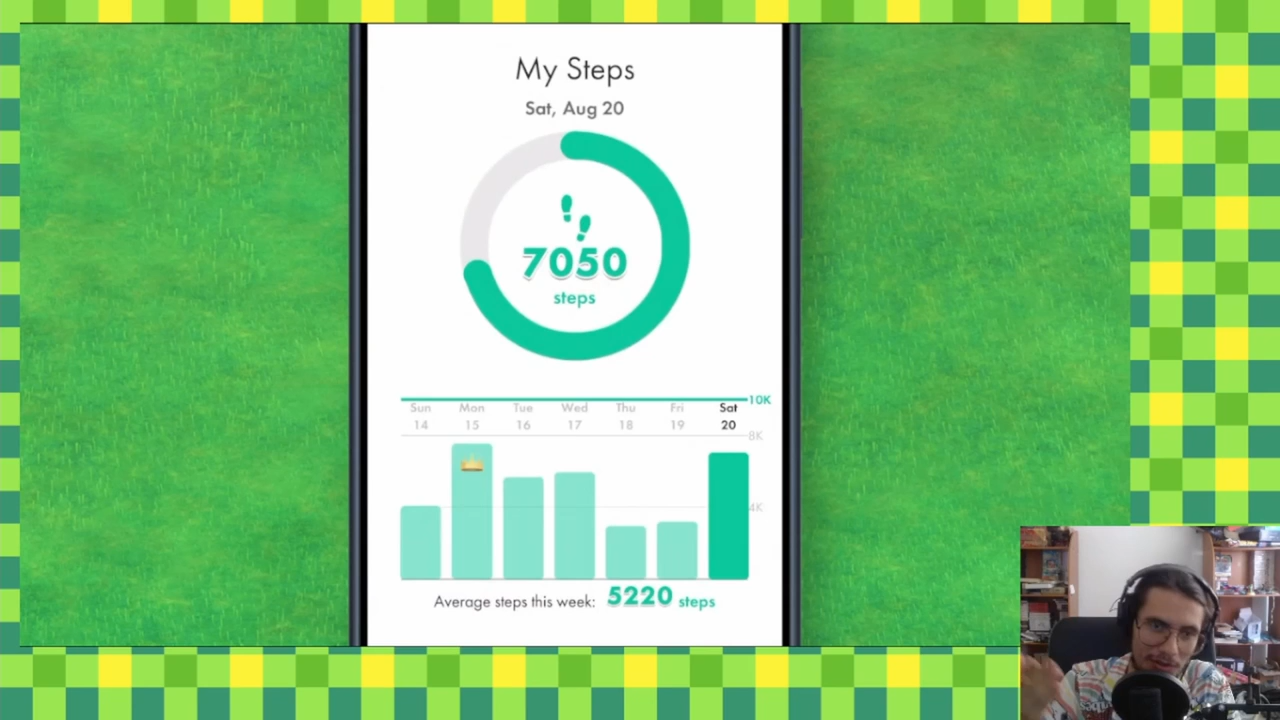 My Steps
Sat, Aug 20
7050
steps
10K
Sun Mon Tue Wed Thu Fri Sat
14 15 16 17 18 19 20
8K
4K
Average steps this week: 5220 steps